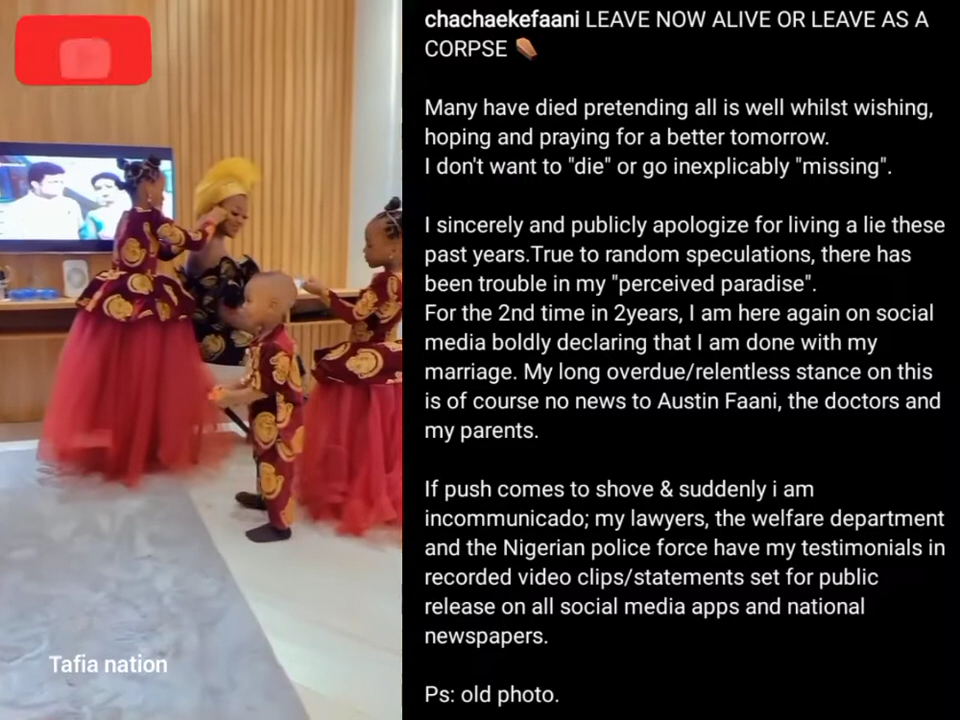 Tafia nation
chachaekefaani LEAVE NOW ALIVE OR LEAVE AS A
CORPSE ⚰️
Many have died pretending all is well whilst wishing,
hoping and praying for a better tomorrow.
I don't want to "die" or go inexplicably "missing".
I sincerely and publicly apologize for living a lie these
past years.True to random speculations, there has
been trouble in my "perceived paradise".
For the 2nd time in 2years, I am here again on social
media boldly declaring that I am done with my
marriage. My long overdue/relentless stance on this
is of course no news to Austin Faani, the doctors and
my parents.
If push comes to shove & suddenly i am
incommunicado; my lawyers, the welfare department
and the Nigerian police force have my testimonials in
recorded video clips/statements set for public
release on all social media apps and national
newspapers.
Ps: old photo.